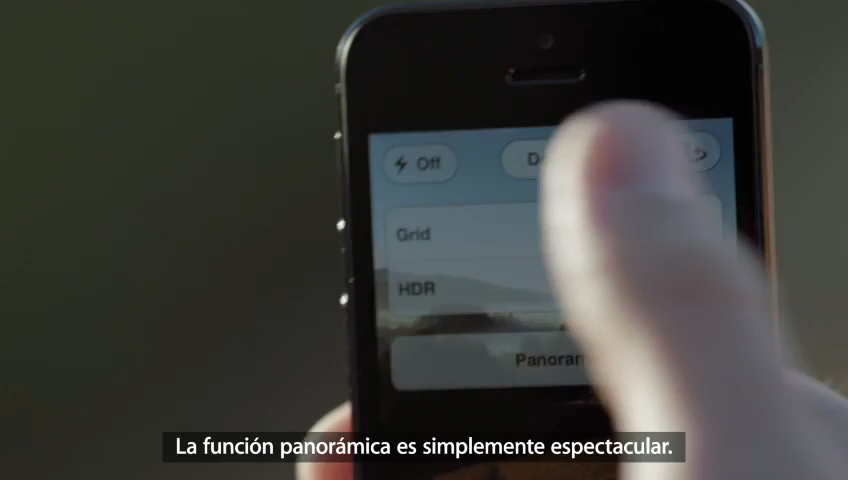 Off
Grid
HDR
La función panorámica es simplemente espectacular.